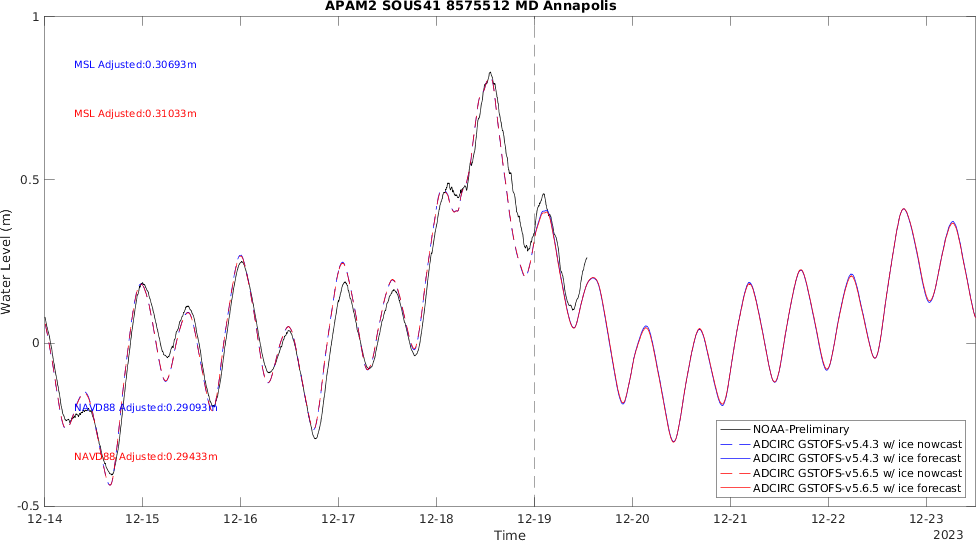 APAM2 SOUS41 8575512 MD Annapolis
1
MSL Adjusted:0.30693m
MSL Adjusted:0.31033m
0.5
Water Level (m)
0
NAVD88 Adjusted:0.29093m
NAVD88 Adjusted:0.29433m
NOAA-Preliminary
ADCIRC GSTOFS-v5.4.3 w/ ice nowcast
ADCIRC GSTOFS-v5.4.3 w/ ice forecast
ADCIRC GSTOFS-v5.6.5 w/ ice nowcast
ADCIRC GSTOFS-v5.6.5 w/ ice forecast
-0.5
12-14 12-15 12-16 12-17 12-18 12-19 12-20 12-21 12-22 12-23
Time
2023